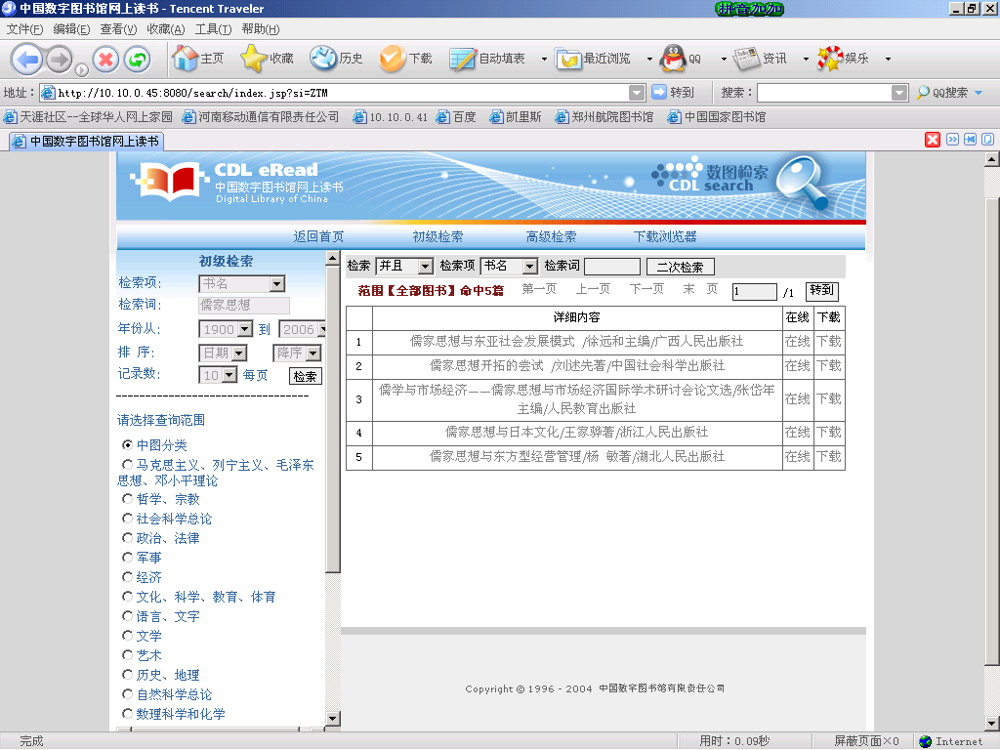 中国数字图书馆网上读书 - Tencent Traveler
拼音加加
文件(F) 编辑(E) 查看(V) 收藏(A) 工具(T) 帮助(H)
主页 收藏 历史 下载 自动填表 最近浏览 QQ 资讯 娱乐
地址： http://10.10.0.45:8080/search/index.jsp?si=ZTM 转到 搜索： QQ搜索
天涯社区--全球华人网上家园 河南移动通信有限责任公司 10.10.0.41 百度 凯里斯 郑州航院图书馆 中国国家图书馆
中国数字图书馆网上读书
CDL eRead
中国数字图书馆网上读书
Digital Library of China
数图检索
CDL search
返回首页 初级检索 高级检索 下载浏览器
初级检索
检索项: 书名
检索词: 儒家思想
年份从: 1900 到 2006
排 序: 日期 降序
记录数: 10 每页 检索
--------------------------------
请选择查询范围
中图分类
马克思主义、列宁主义、毛泽东
思想、邓小平理论
哲学、宗教
社会科学总论
政治、法律
军事
经济
文化、科学、教育、体育
语言、文字
文学
艺术
历史、地理
自然科学总论
数理科学和化学
检索 并且 检索项 书名 检索词 二次检索
范围【全部图书】命中5篇 第一页 上一页 下一页 末 页 1 /1 转到
详细内容 在线 下载
1 儒家思想与东亚社会发展模式 /徐远和主编/广西人民出版社 在线 下载
2 儒家思想开拓的尝试 /刘述先著/中国社会科学出版社 在线 下载
3 儒学与市场经济——儒家思想与市场经济国际学术研讨会论文选/张岱年
主编/人民教育出版社 在线 下载
4 儒家思想与日本文化/王家骅著/浙江人民出版社 在线 下载
5 儒家思想与东方型经营管理/杨 敏著/湖北人民出版社 在线 下载
Copyright © 1996 - 2004 中国数字图书馆有限责任公司
完成 用时：0.09秒 屏蔽页面×0 Internet